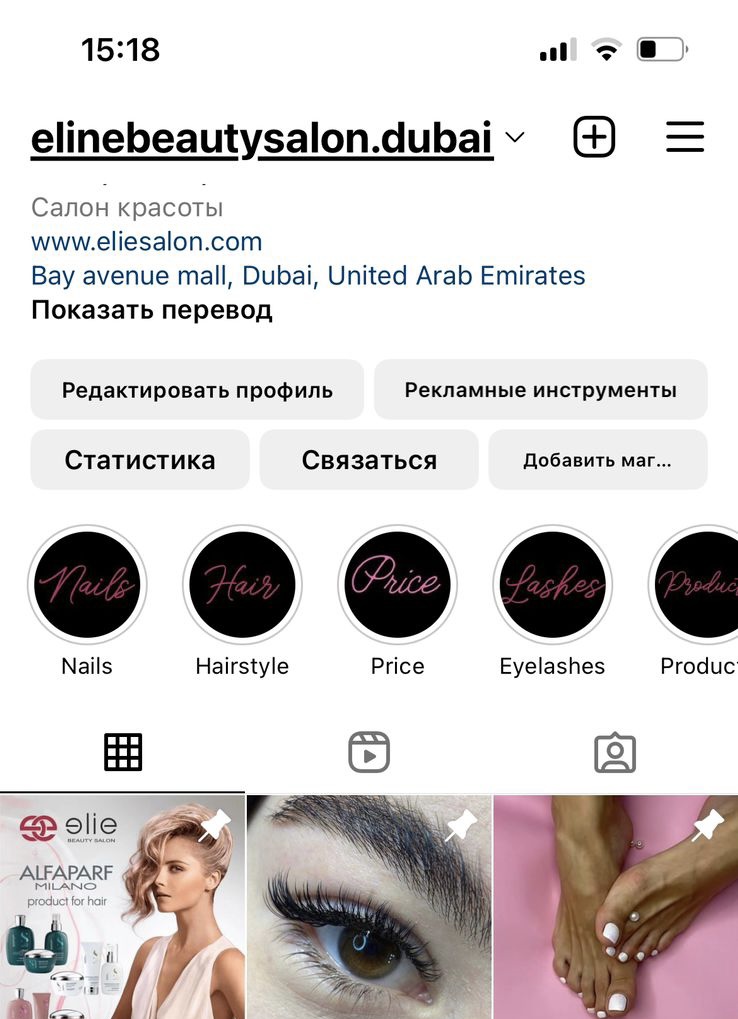 15:18
elinebeautysalon.dubai
Салон красоты
www.eliesalon.com
Bay avenue mall, Dubai, United Arab Emirates
Показать перевод
Редактировать профиль Рекламные инструменты
Статистика Связаться Добавить маг...
Nails Hair Price Lashes
Nails Hairstyle Price Eyelashes
elie
BEAUTY SALON
ALFAPARF
MILANO
product for hair